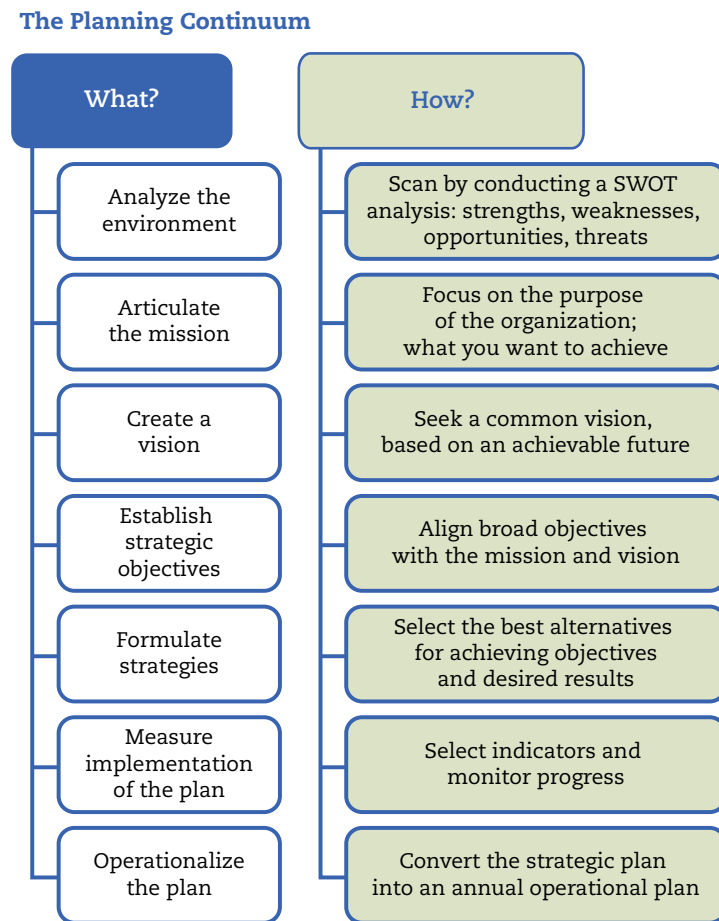 The Planning Continuum
What?
How?
Analyze the
environment
Scan by conducting a SWOT
analysis: strengths, weaknesses,
opportunities, threats
Articulate
the mission
Focus on the purpose
of the organization;
what you want to achieve
Create a
vision
Seek a common vision,
based on an achievable future
Establish
strategic
objectives
Align broad objectives
with the mission and vision
Formulate
strategies
Select the best alternatives
for achieving objectives
and desired results
Measure
implementation
of the plan
Select indicators and
monitor progress
Operationalize
the plan
Convert the strategic plan
into an annual operational plan